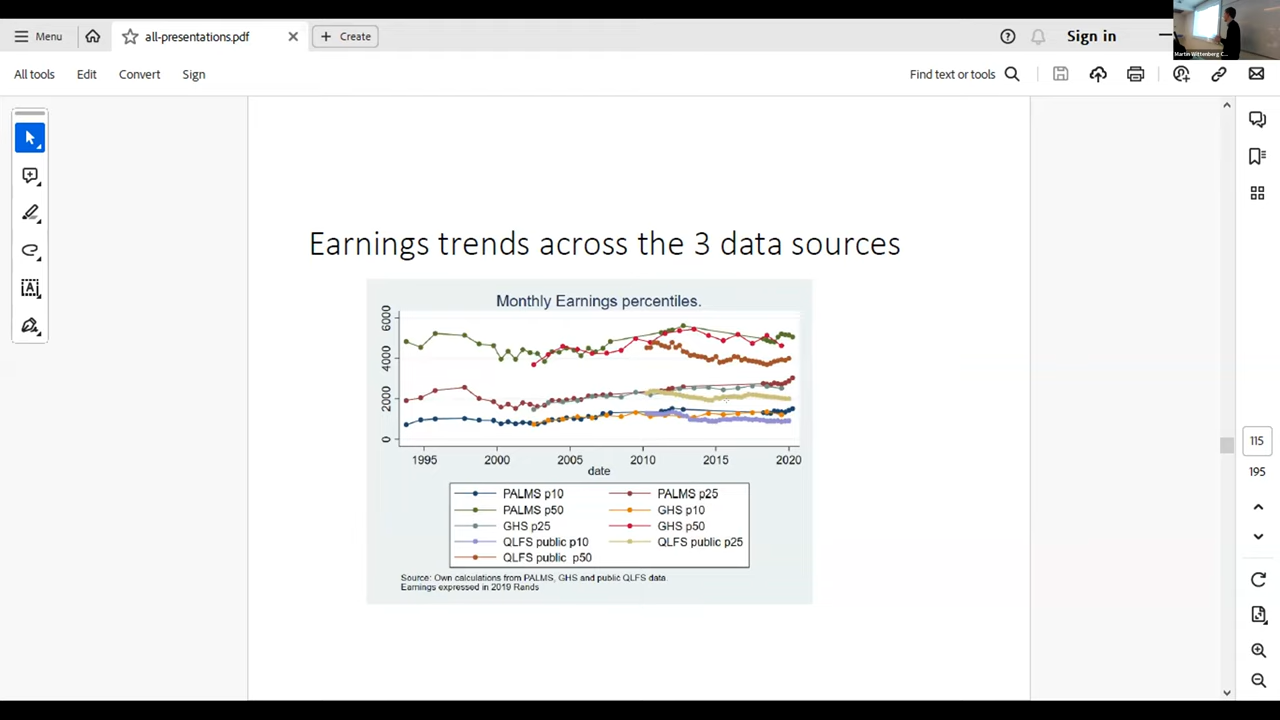 Menu
all-presentations.pdf
Create
Sign in
Martin Wittenberg C...
All tools
Edit
Convert
Sign
Find text or tools
Earnings trends across the 3 data sources
Monthly Earnings percentiles.
6000
4000
2000
0
1995 2000 2005 2010 2015 2020
date
PALMS p10 PALMS p25
PALMS p50 GHS p10
GHS p25 GHS p50
QLFS public p10 QLFS public p25
QLFS public p50
Source: Own calculations from PALMS, GHS and public QLFS data.
Earnings expressed in 2019 Rands
115
195